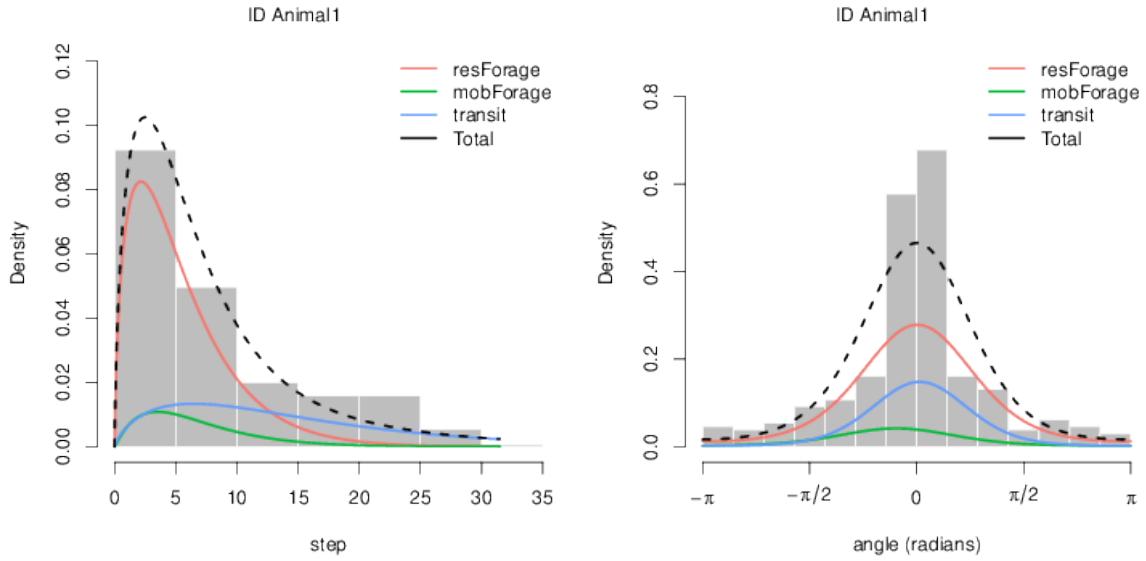 ID Animal1
resForage
mobForage
transit
Total
Density
0.00
0.02
0.04
0.06
0.08
0.10
0.12
0
5
10
15
20
25
30
35
step
ID Animal1
resForage
mobForage
transit
Total
Density
0.0
0.2
0.4
0.6
0.8
−π
−π/2
0
π/2
π
angle (radians)